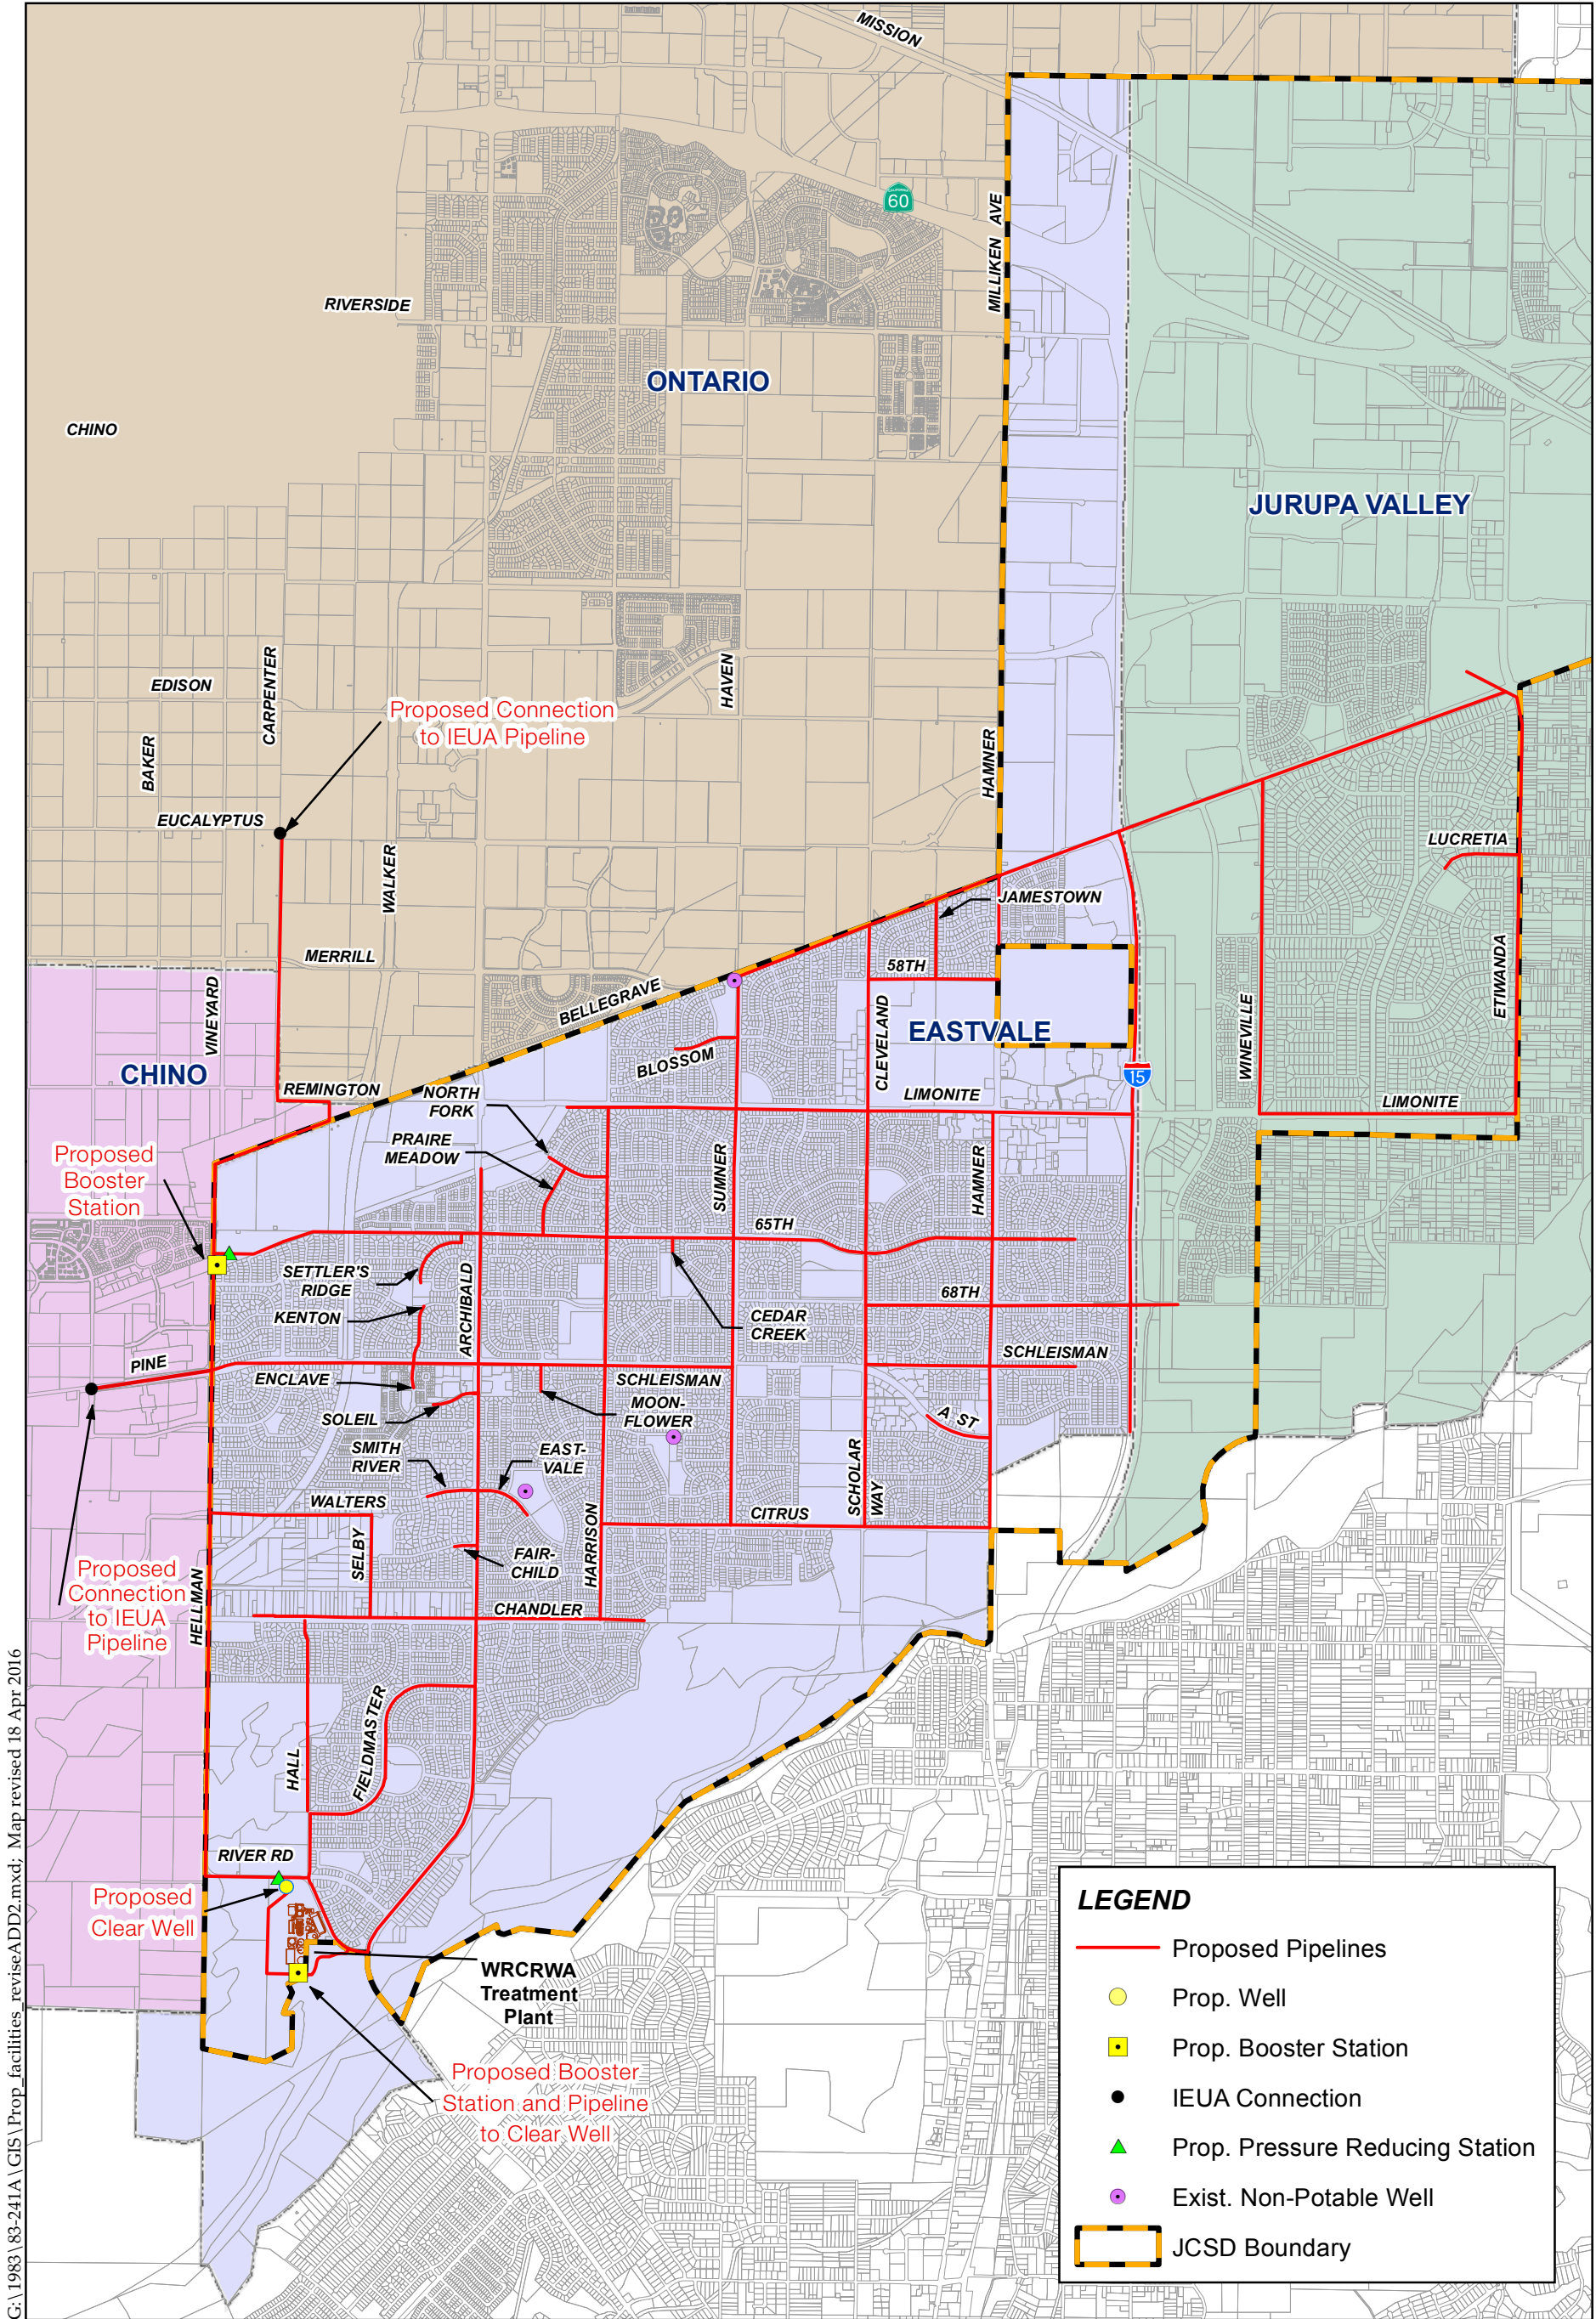 MISSION
60
MILLIKEN AVE
RIVERSIDE
ONTARIO
CHINO
JURUPA VALLEY
EDISON
CARPENTER
HAVEN
Proposed Connection
to IEUA Pipeline
BAKER
HAMNER
EUCALYPTUS
WALKER
LUCRETIA
JAMESTOWN
MERRILL
58TH
BELLEGRAVE
VINEYARD
ETIWANDA
EASTVALE
CLEVELAND
WINEVILLE
BLOSSOM
CHINO
15
REMINGTON
NORTH
FORK
LIMONITE
LIMONITE
PRAIRE
MEADOW
Proposed
Booster
Station
SUMNER
HAMNER
65TH
SETTLER'S
RIDGE
ARCHIBALD
68TH
KENTON
CEDAR
CREEK
PINE
SCHLEISMAN
ENCLAVE
SCHLEISMAN
SOLEIL
MOON-
FLOWER
A ST
SMITH
RIVER
EAST-
VALE
SCHOLAR
WAY
WALTERS
CITRUS
SELBY
HARRISON
FAIR-
CHILD
Proposed
Connection
to IEUA
Pipeline
HELLMAN
CHANDLER
FIELDMASTER
HALL
RIVER RD
Proposed
Clear Well
WRCRWA
Treatment
Plant
Proposed Booster
Station and Pipeline
to Clear Well
LEGEND
Proposed Pipelines
Prop. Well
Prop. Booster Station
IEUA Connection
Prop. Pressure Reducing Station
Exist. Non-Potable Well
JCSD Boundary
G:\1983\83-241A\GIS\Prop_facilities_reviseADD2.mxd; Map revised 18 Apr 2016